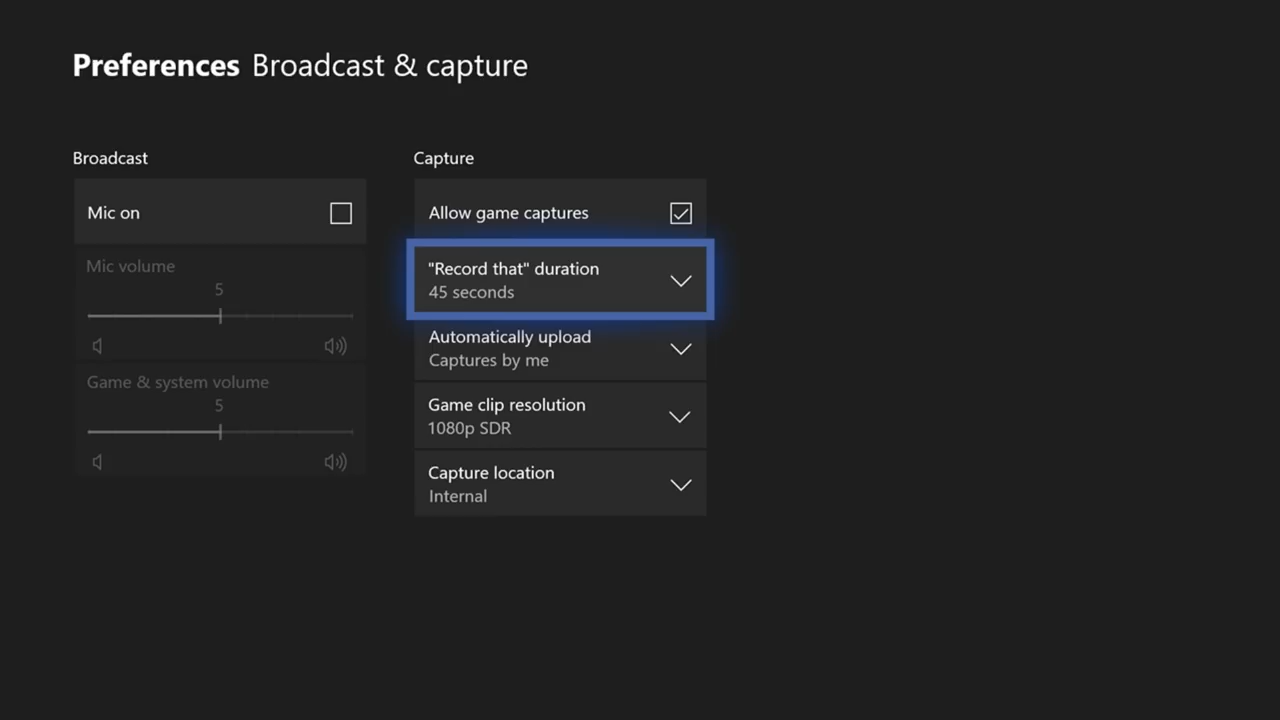 Preferences Broadcast & capture
Broadcast
Mic on
Mic volume
5
Game & system volume
5
Capture
Allow game captures
"Record that" duration
45 seconds
Automatically upload
Captures by me
Game clip resolution
1080p SDR
Capture location
Internal